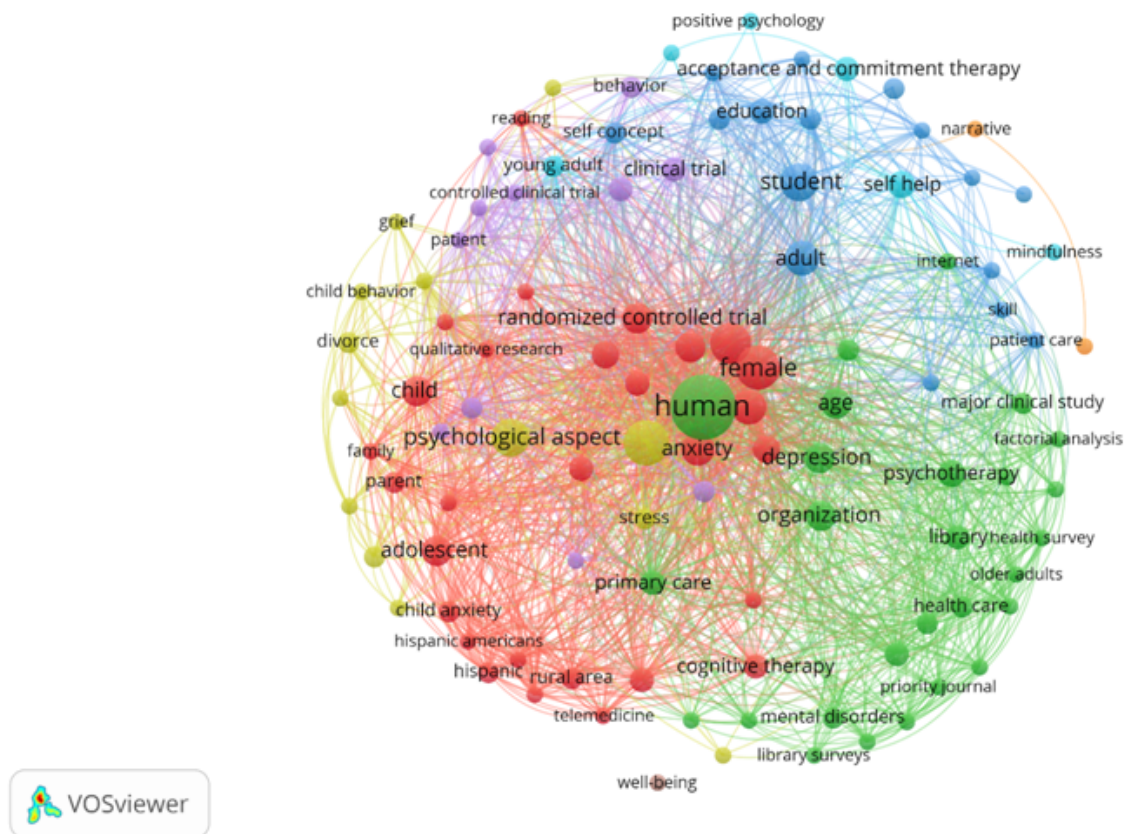 positive psychology
acceptance and commitment therapy
behavior
education
reading
self concept
narrative
young adult
clinical trial
student
self help
controlled clinical trial
grief
patient
adult
internet
mindfulness
child behavior
skill
randomized controlled trial
divorce
qualitative research
patient care
female
child
human
age
major clinical study
psychological aspect
anxiety
factorial analysis
family
depression
parent
psychotherapy
stress
organization
library
health survey
adolescent
older adults
primary care
child anxiety
health care
hispanic americans
hispanic
rural area
cognitive therapy
priority journal
telemedicine
mental disorders
library surveys
well-being
VOSviewer